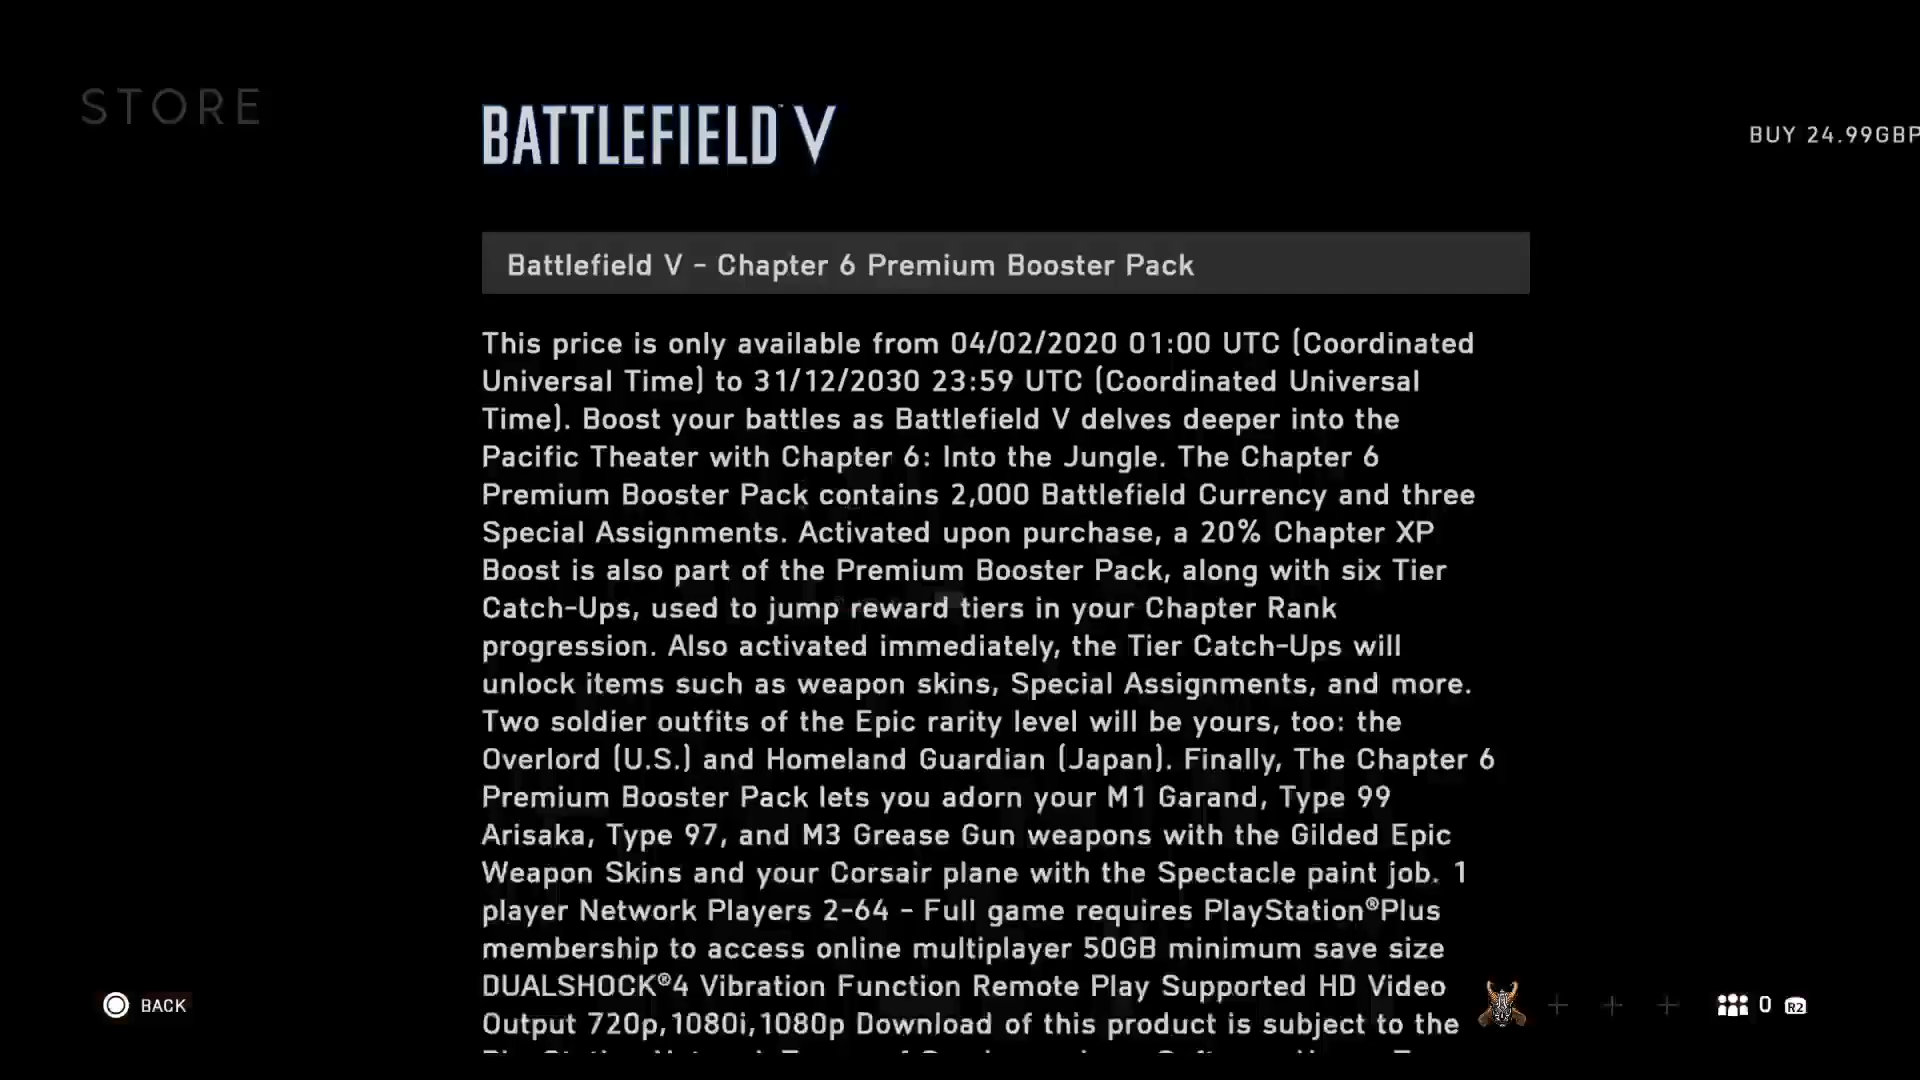 STORE
BATTLEFIELD™ V
BUY 24.99GBP
Battlefield V - Chapter 6 Premium Booster Pack
This price is only available from 04/02/2020 01:00 UTC (Coordinated
Universal Time) to 31/12/2030 23:59 UTC (Coordinated Universal
Time). Boost your battles as Battlefield V delves deeper into the
Pacific Theater with Chapter 6: Into the Jungle. The Chapter 6
Premium Booster Pack contains 2,000 Battlefield Currency and three
Special Assignments. Activated upon purchase, a 20% Chapter XP
Boost is also part of the Premium Booster Pack, along with six Tier
Catch-Ups, used to jump reward tiers in your Chapter Rank
progression. Also activated immediately, the Tier Catch-Ups will
unlock items such as weapon skins, Special Assignments, and more.
Two soldier outfits of the Epic rarity level will be yours, too: the
Overlord (U.S.) and Homeland Guardian (Japan). Finally, The Chapter 6
Premium Booster Pack lets you adorn your M1 Garand, Type 99
Arisaka, Type 97, and M3 Grease Gun weapons with the Gilded Epic
Weapon Skins and your Corsair plane with the Spectacle paint job. 1
player Network Players 2-64 - Full game requires PlayStation®Plus
membership to access online multiplayer 50GB minimum save size
DUALSHOCK®4 Vibration Function Remote Play Supported HD Video
Output 720p,1080i,1080p Download of this product is subject to the
BACK
0 R2